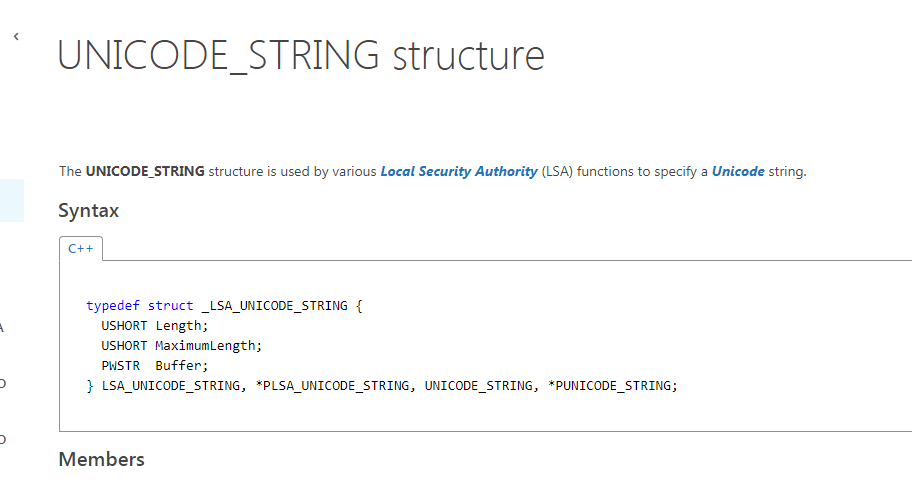 UNICODE_STRING structure
The UNICODE_STRING structure is used by various Local Security Authority (LSA) functions to specify a Unicode string.
Syntax
C++
typedef struct _LSA_UNICODE_STRING {
  USHORT Length;
  USHORT MaximumLength;
  PWSTR  Buffer;
} LSA_UNICODE_STRING, *PLSA_UNICODE_STRING, UNICODE_STRING, *PUNICODE_STRING;
Members